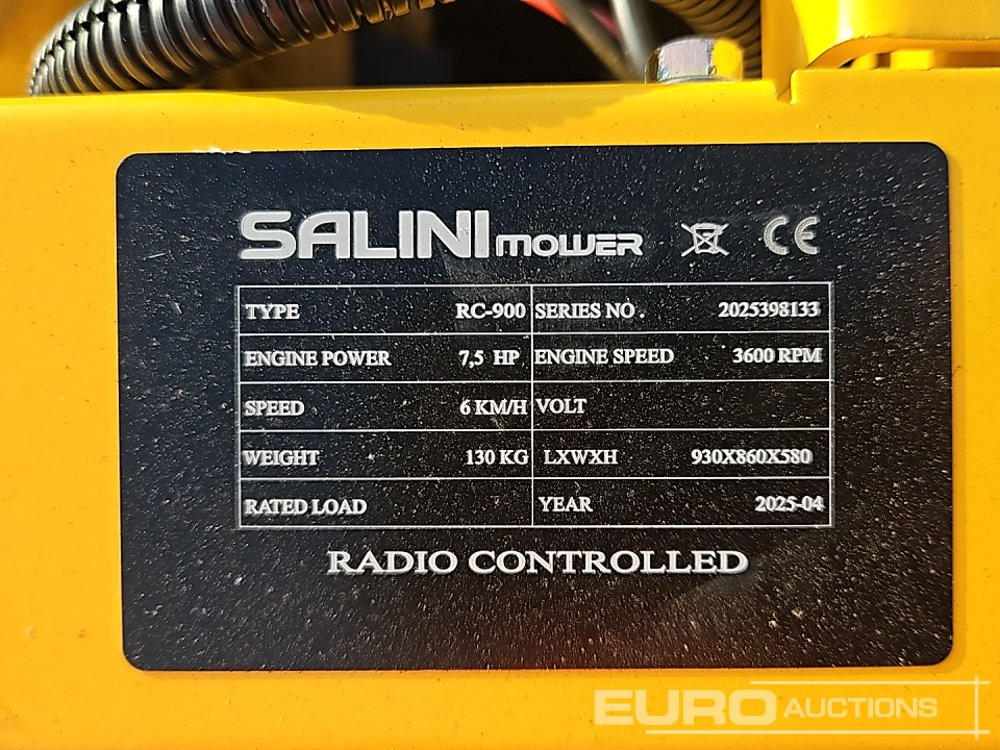 SALINI MOWER CE
TYPE RC-900 SERIES NO. 2025398133
ENGINE POWER 7,5 HP ENGINE SPEED 3600 RPM
SPEED 6 KM/H VOLT
WEIGHT 130 KG LXWXH 930X860X580
RATED LOAD YEAR 2025-04
RADIO CONTROLLED
EURO AUCTIONS